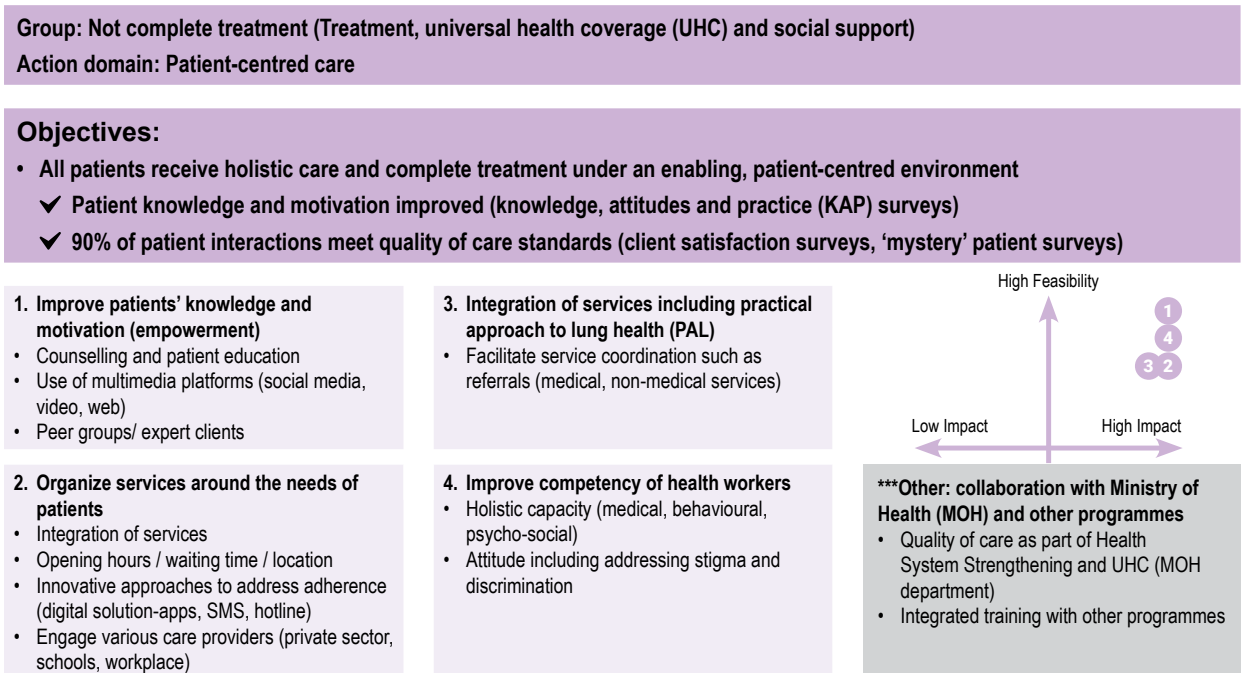 Group: Not complete treatment (Treatment, universal health coverage (UHC) and social support)
Action domain: Patient-centred care
Objectives:
• All patients receive holistic care and complete treatment under an enabling, patient-centred environment
✔ Patient knowledge and motivation improved (knowledge, attitudes and practice (KAP) surveys)
✔ 90% of patient interactions meet quality of care standards (client satisfaction surveys, ‘mystery’ patient surveys)
1. Improve patients’ knowledge and
motivation (empowerment)
• Counselling and patient education
• Use of multimedia platforms (social media,
video, web)
• Peer groups/ expert clients
2. Organize services around the needs of
patients
• Integration of services
• Opening hours / waiting time / location
• Innovative approaches to address adherence
(digital solution-apps, SMS, hotline)
• Engage various care providers (private sector,
schools, workplace)
3. Integration of services including practical
approach to lung health (PAL)
• Facilitate service coordination such as
referrals (medical, non-medical services)
4. Improve competency of health workers
• Holistic capacity (medical, behavioural,
psycho-social)
• Attitude including addressing stigma and
discrimination
High Feasibility
1
4
3 2
Low Impact High Impact
***Other: collaboration with Ministry of
Health (MOH) and other programmes
• Quality of care as part of Health
System Strengthening and UHC (MOH
department)
• Integrated training with other programmes